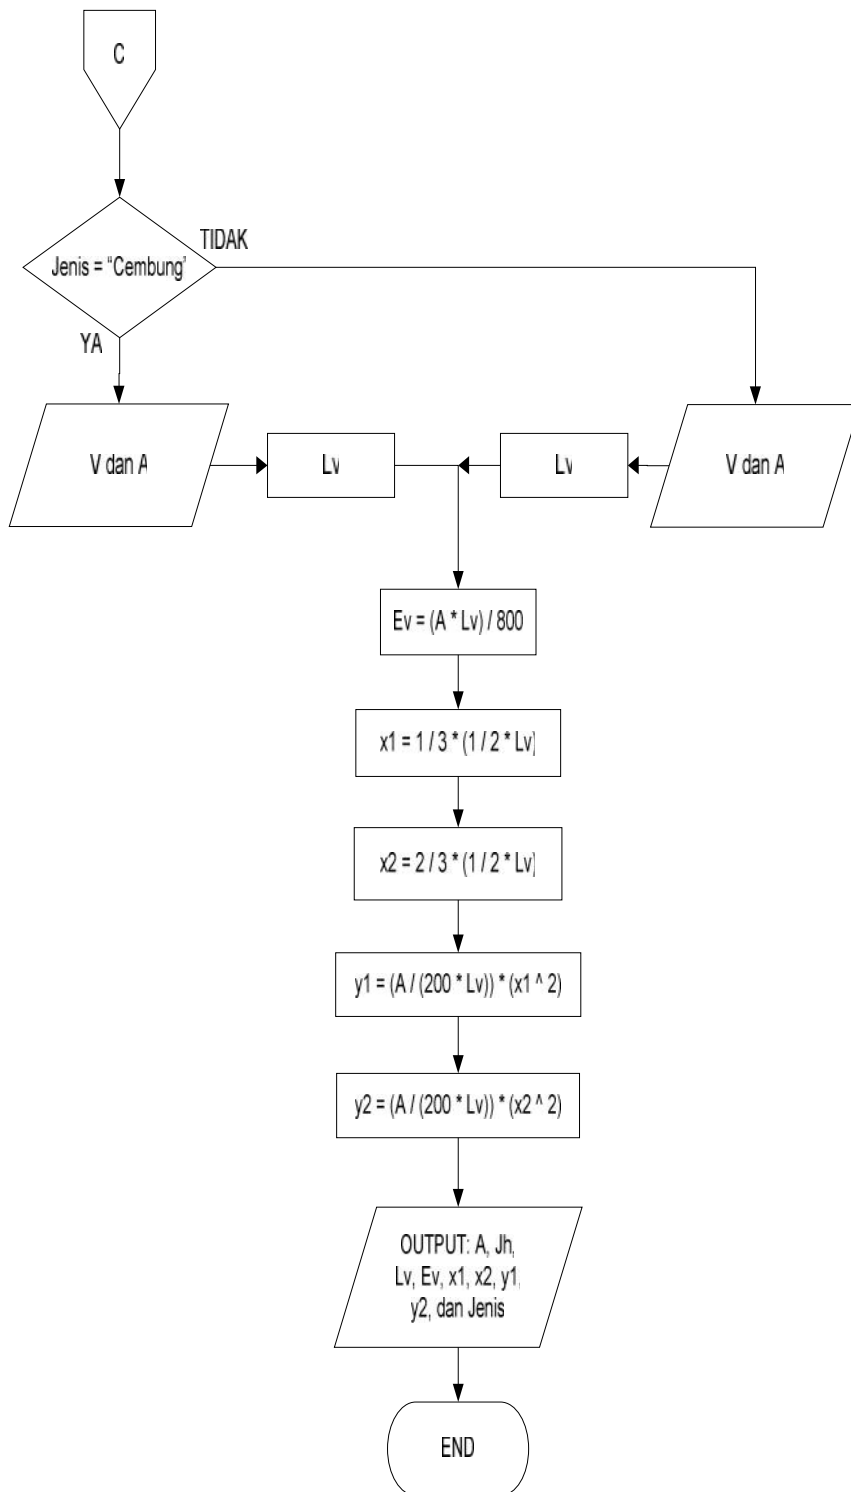 C
TIDAK
Jenis = "Cembung'
YA
V dan A
Lv
Lv
V dan A
Ev = (A * Lv) / 800
x1 = 1 / 3 * (1 / 2 * Lv)
x2 = 2 / 3 * (1 / 2 * Lv)
y1 = (A / (200 * Lv)) * (x1 ^ 2)
y2 = (A / (200 * Lv)) * (x2 ^ 2)
OUTPUT: A, Jh,
Lv, Ev, x1, x2, y1,
y2, dan Jenis
END